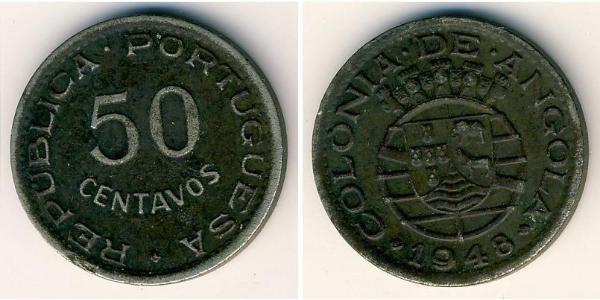 REPUBLICA · PORTUGUESA
50
CENTAVOS
COLONIA · DE · ANGOLA
· 1948 ·